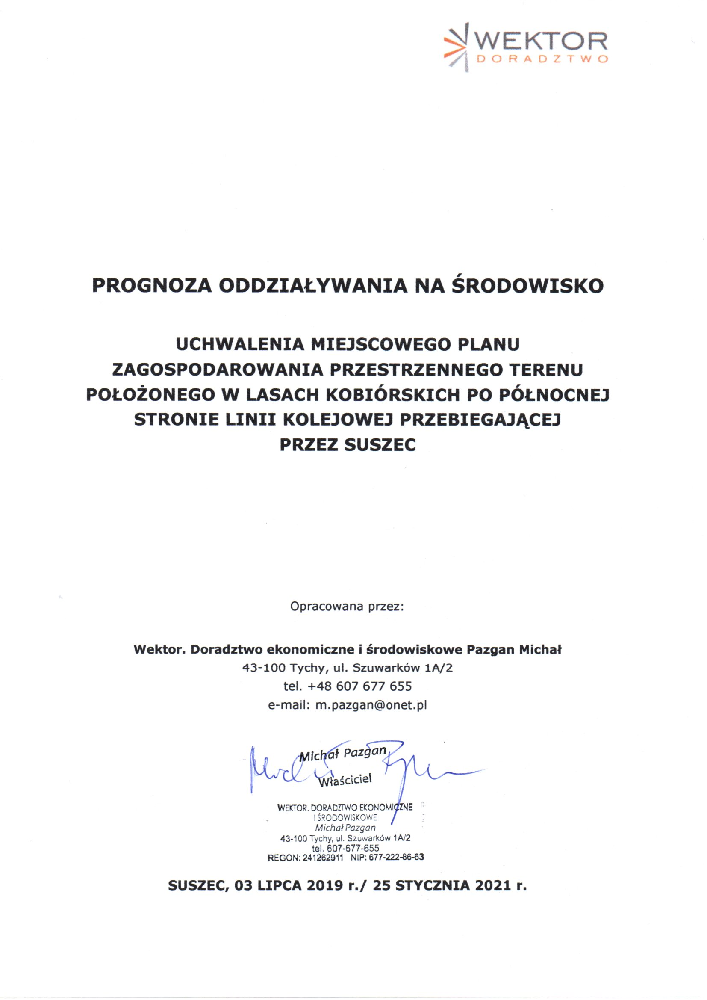 WEKTOR
DORADZTWO
PROGNOZA ODDZIAŁYWANIA NA ŚRODOWISKO
UCHWALENIA MIEJSCOWEGO PLANU
ZAGOSPODAROWANIA PRZESTRZENNEGO TERENU
POŁOŻONEGO W LASACH KOBIÓRSKICH PO PÓŁNOCNEJ
STRONIE LINII KOLEJOWEJ PRZEBIEGAJĄCEJ
PRZEZ SUSZEC
Opracowana przez:
Wektor. Doradztwo ekonomiczne i środowiskowe Pazgan Michał
43-100 Tychy, ul. Szuwarków 1A/2
tel. +48 607 677 655
e-mail: m.pazgan@onet.pl
Michał Pazgan
Właściciel
WEKTOR. DORADZTWO EKONOMICZNE
I ŚRODOWISKOWE
Michał Pazgan
43-100 Tychy, ul. Szuwarków 1A/2
tel. 607-677-655
REGON: 241262911 NIP: 677-222-86-63
SUSZEC, 03 LIPCA 2019 r./ 25 STYCZNIA 2021 r.